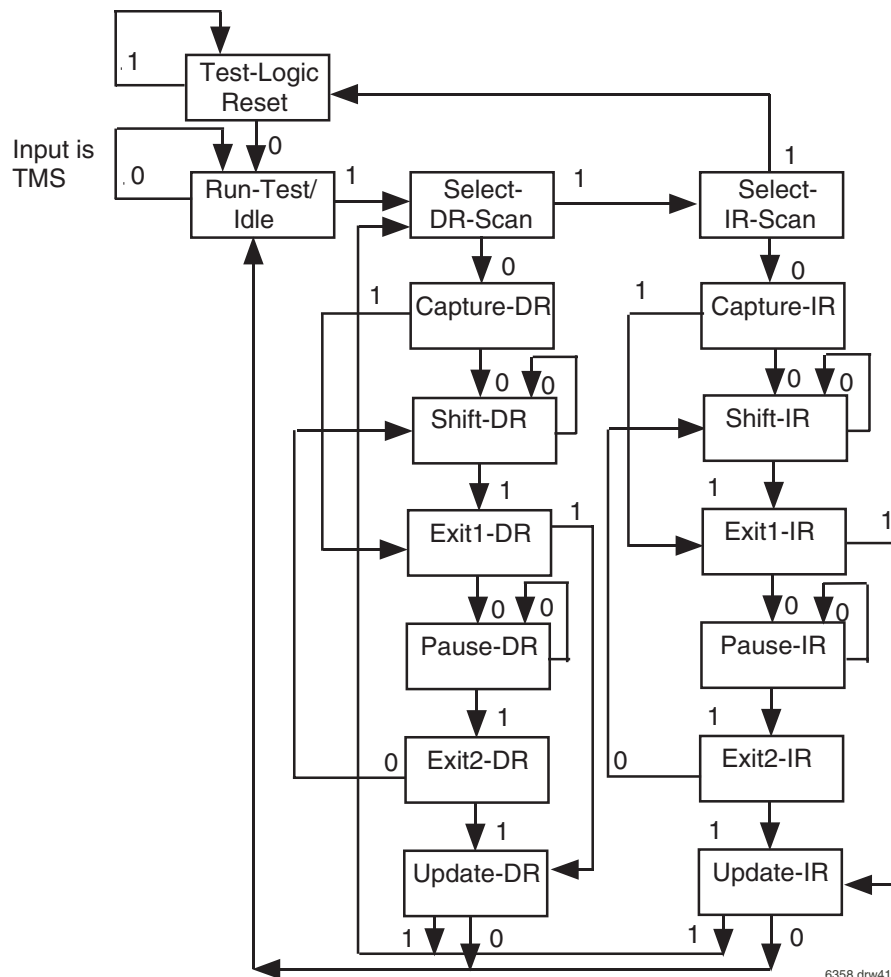 .1
Test-Logic
Reset
0
1
Input is
TMS
.0
Run-Test/
Idle
1
Select-
DR-Scan
1
Select-
IR-Scan
0
0
1
Capture-DR
1
Capture-IR
0
0
0
0
Shift-DR
Shift-IR
1
1
Exit1-DR
1
Exit1-IR
1
0
0
0
0
Pause-DR
Pause-IR
1
1
0
Exit2-DR
0
Exit2-IR
1
1
Update-DR
Update-IR
1
0
1
0
6358 drw41